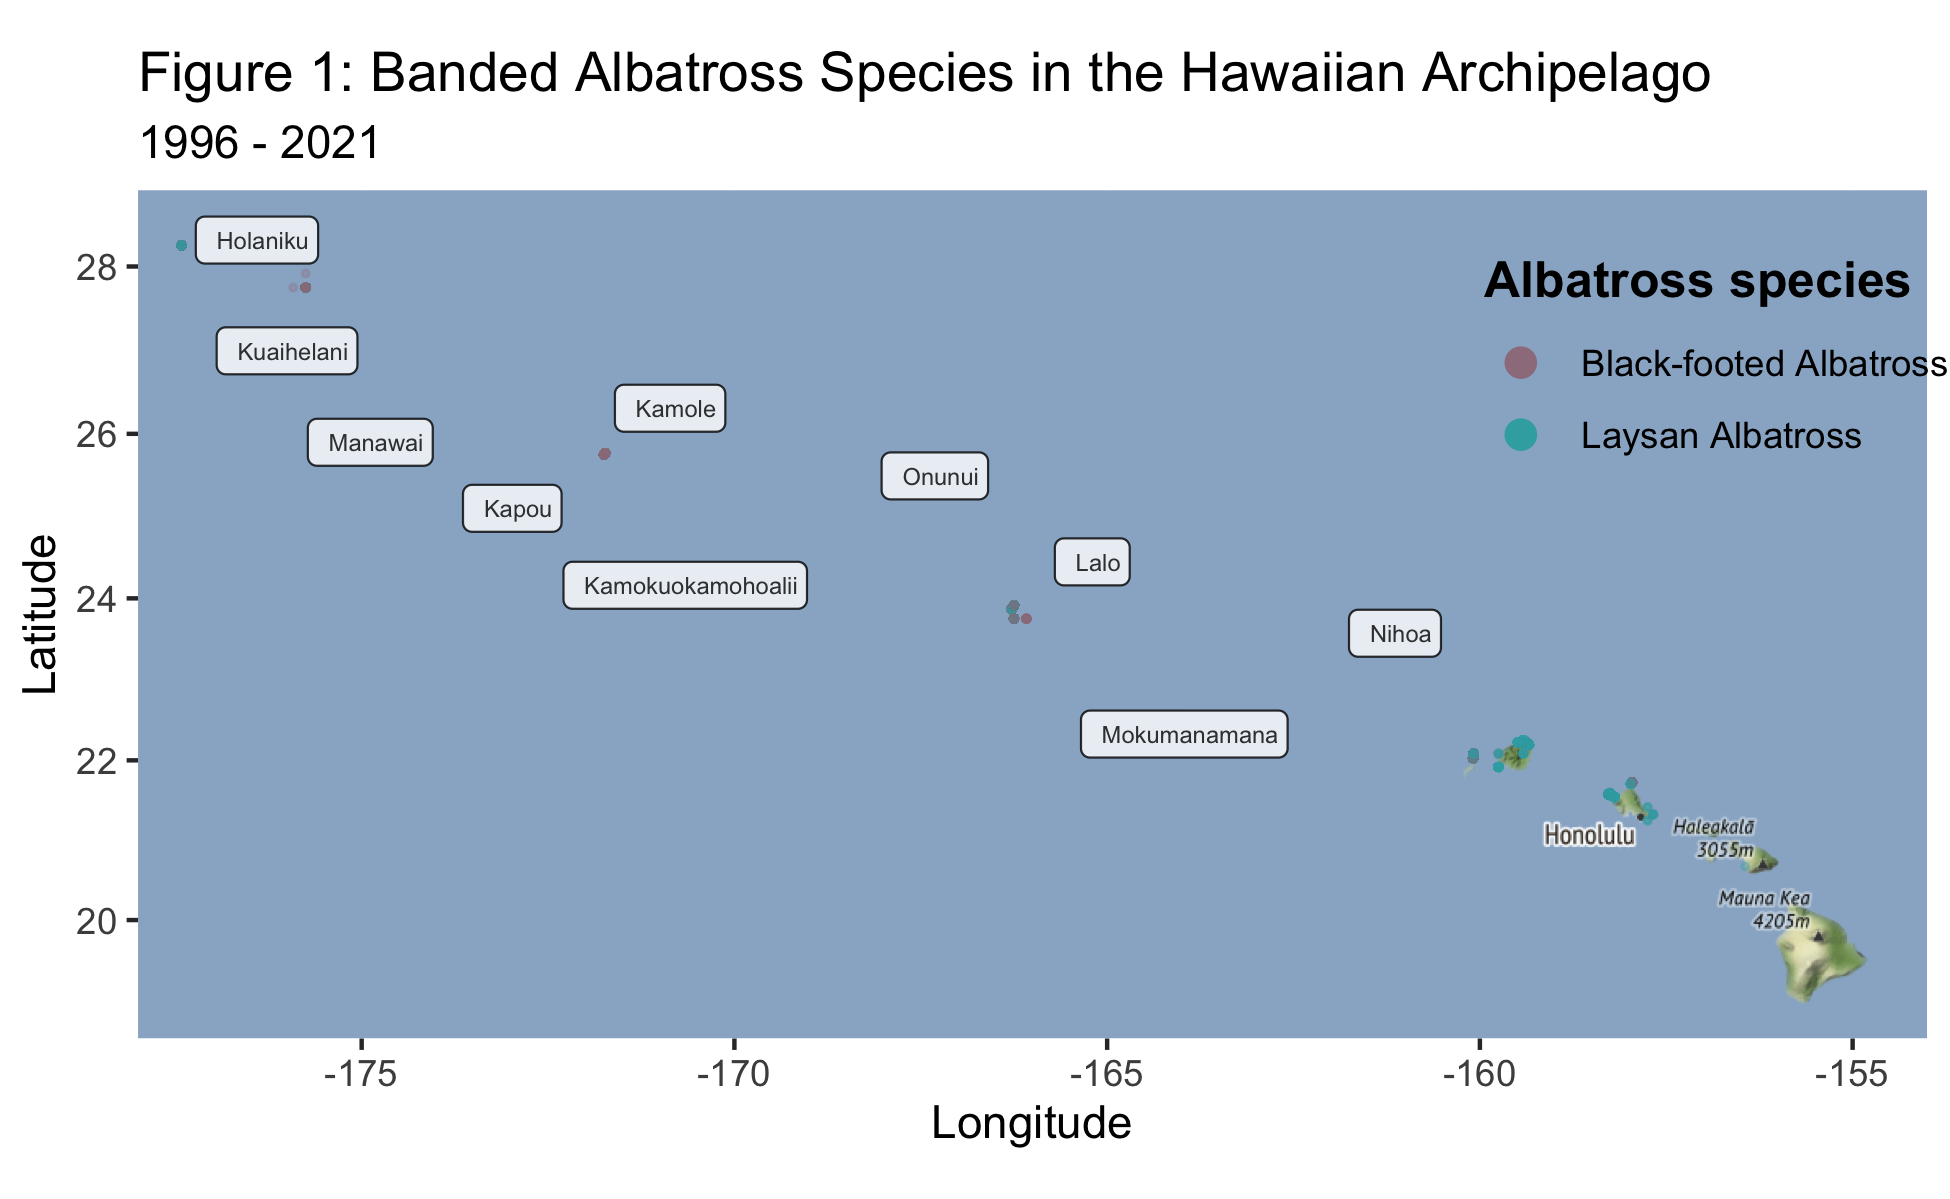 Figure 1: Banded Albatross Species in the Hawaiian Archipelago
1996 - 2021
Albatross species
Black-footed Albatross
Laysan Albatross
Holaniku
Kuaihelani
Manawai
Kamole
Kapou
Onunui
Kamokuokamohoalii
Lalo
Nihoa
Mokumanamana
Honolulu
Haleakalā
3055m
Mauna Kea
4205m
Latitude
28
26
24
22
20
-175
-170
-165
-160
-155
Longitude